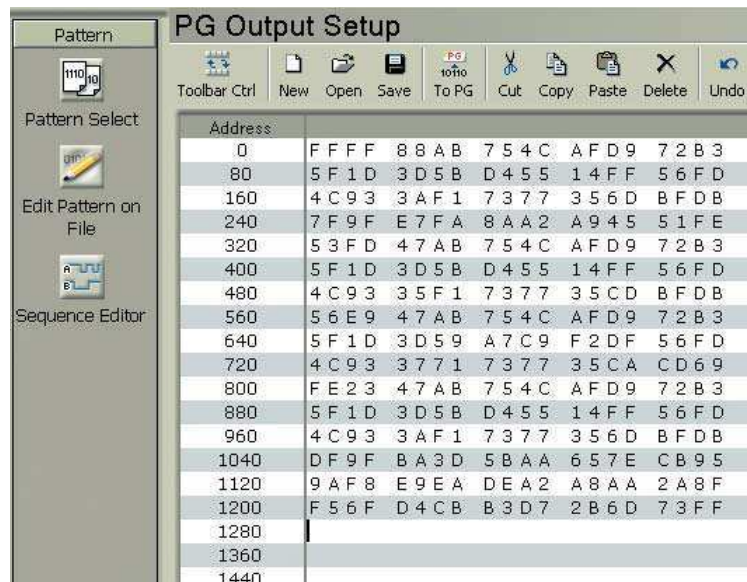 PG Output Setup
Pattern
Pattern Select
Edit Pattern on
File
Sequence Editor
Toolbar Ctrl New Open Save To PG Cut Copy Paste Delete Undo
Address
0 FFFF 88AB 754C AFD9 72B3
80 5F1D 3D5B D455 14FF 56FD
160 4C93 3AF1 7377 356D BFDB
240 7F9F E7FA 8AA2 A945 51FE
320 53FD 47AB 754C AFD9 72B3
400 5F1D 3D5B D455 14FF 56FD
480 4C93 35F1 7377 35CD BFDB
560 56E9 47AB 754C AFD9 72B3
640 5F1D 3D59 A7C9 F2DF 56FD
720 4C93 3771 7377 35CA CD69
800 FE23 47AB 754C AFD9 72B3
880 5F1D 3D5B D455 14FF 56FD
960 4C93 3AF1 7377 356D BFDB
1040 DF9F BA3D 5BAA 657E CB95
1120 9AF8 E9EA DEA2 A8AA 2A8F
1200 F56F D4CB B3D7 2B6D 73FF
1280
1360
1440